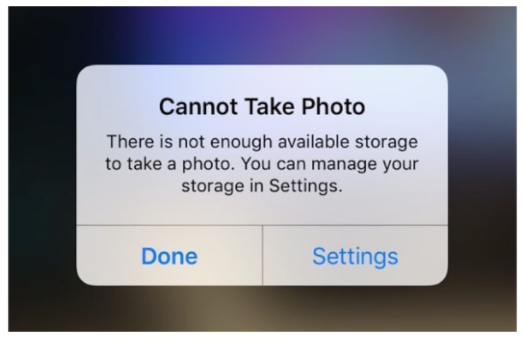 Cannot Take Photo
There is not enough available storage
to take a photo. You can manage your
storage in Settings.
Done
Settings